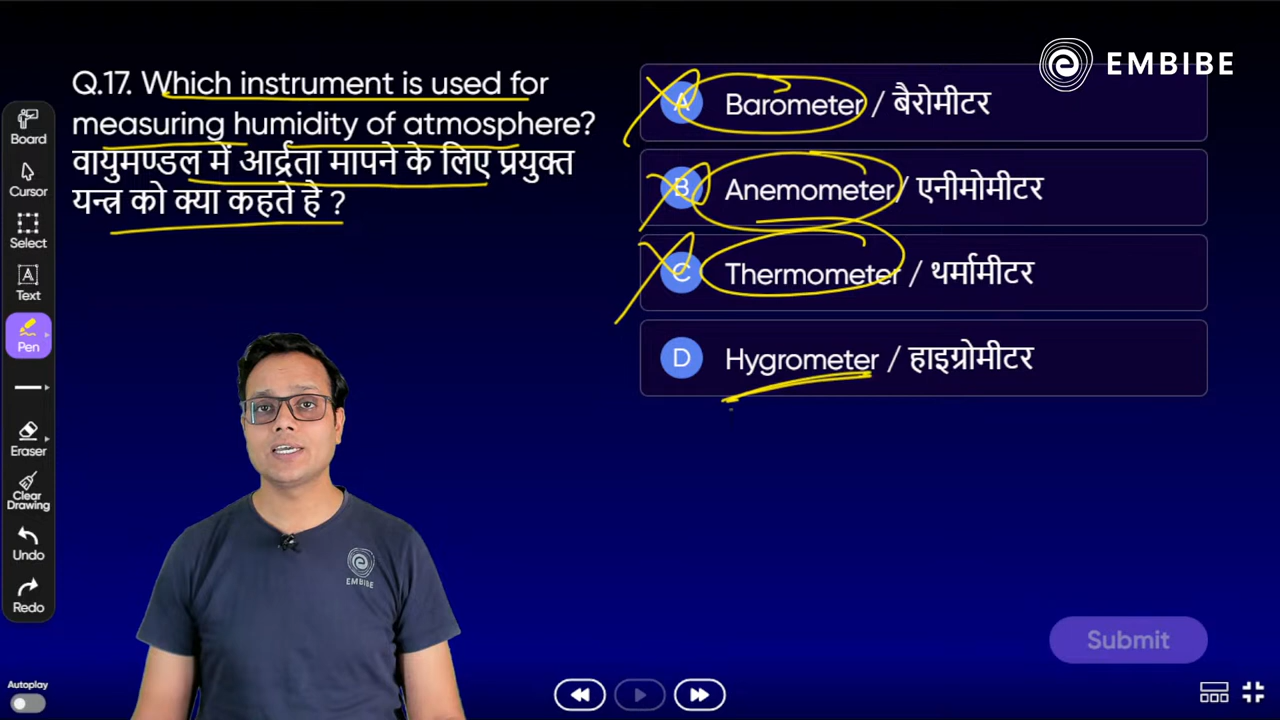 EMBIBE
Q.17. Which instrument is used for
measuring humidity of atmosphere?
वायुमण्डल में आर्द्रता मापने के लिए प्रयुक्त
यन्त्र को क्या कहते हे ?
A Barometer / बैरोमीटर
B Anemometer / एनीमोमीटर
C Thermometer / थर्मामीटर
D Hygrometer / हाइग्रोमीटर
Board
Cursor
Select
Text
Pen
Eraser
Clear
Drawing
Undo
Redo
EMBIBE
Submit
Autoplay